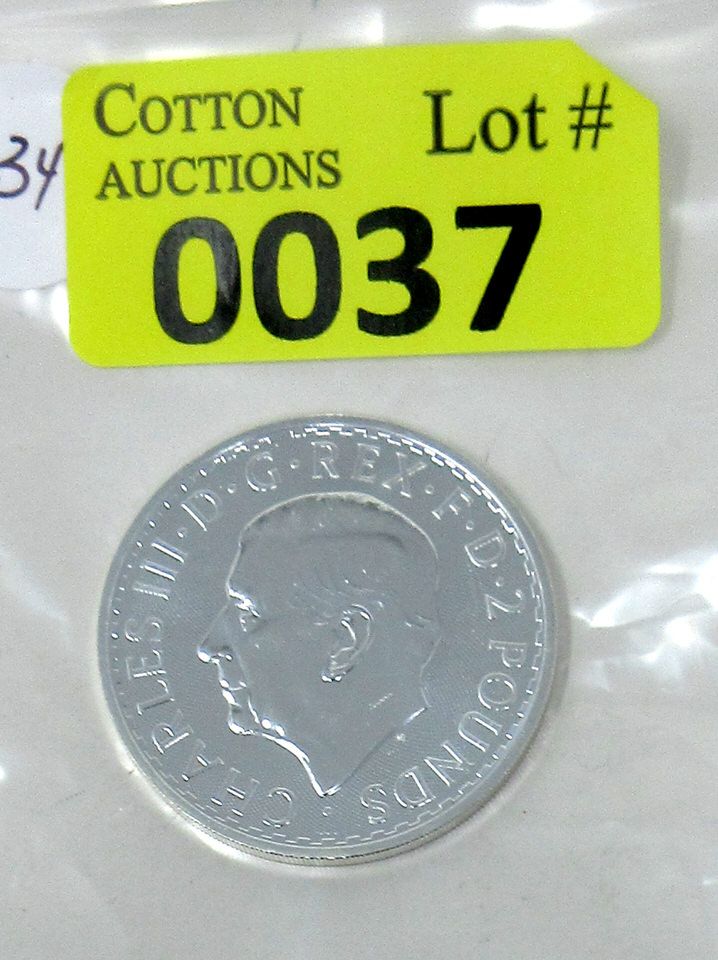 COTTON
AUCTIONS
Lot #
0037
34
CHARLES III · D · G · REX · F · D · 2 POUNDS ·